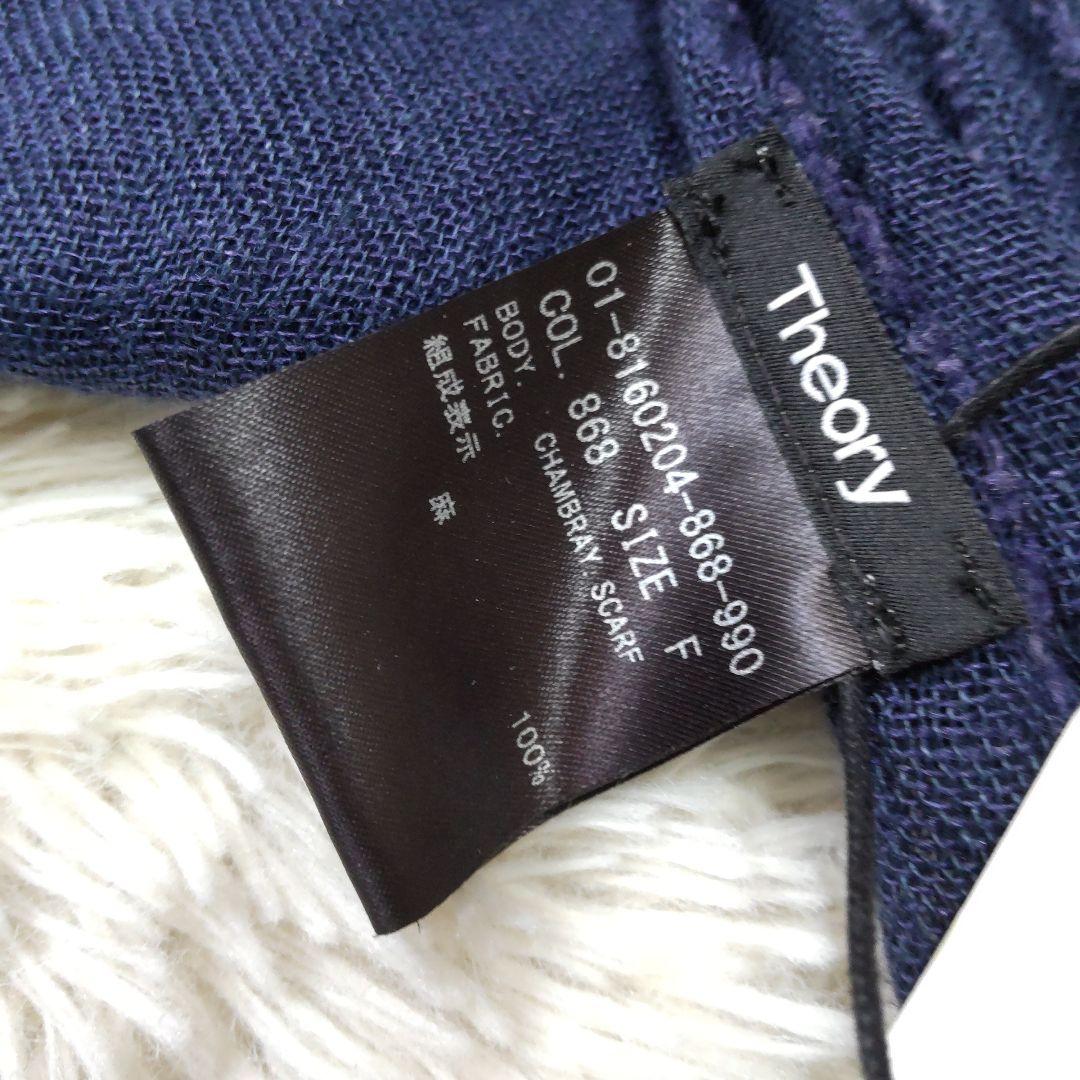 Theory
01-8160204-868-990
COL. 868 SIZE F
BODY. CHAMBRAY.SCARF
FABRIC.
組成表示 麻 100%